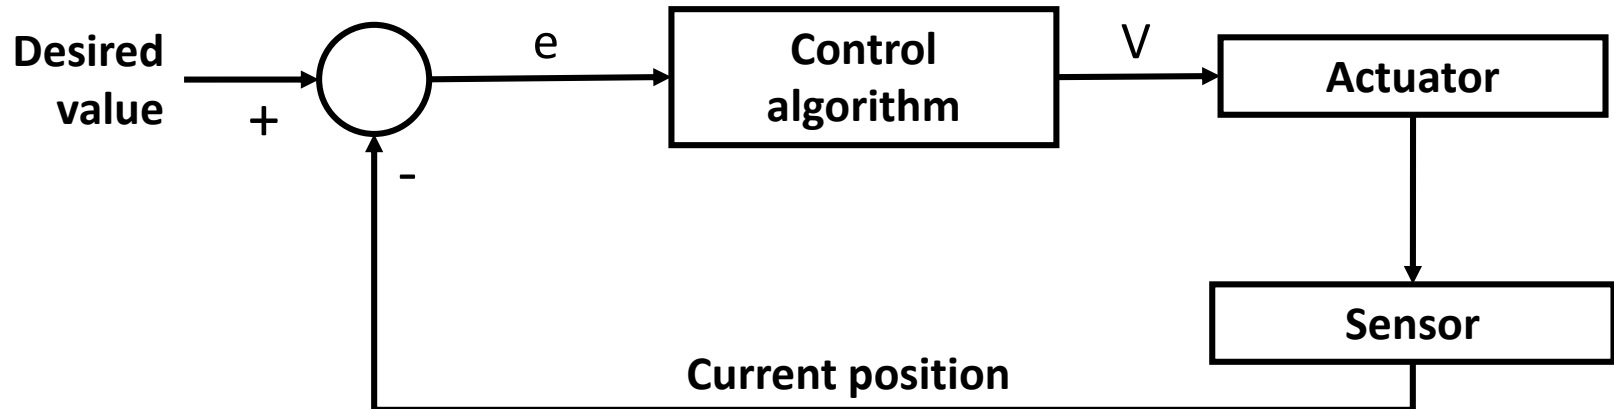 Desired
value
+
-
e
Control
algorithm
V
Actuator
Sensor
Current position